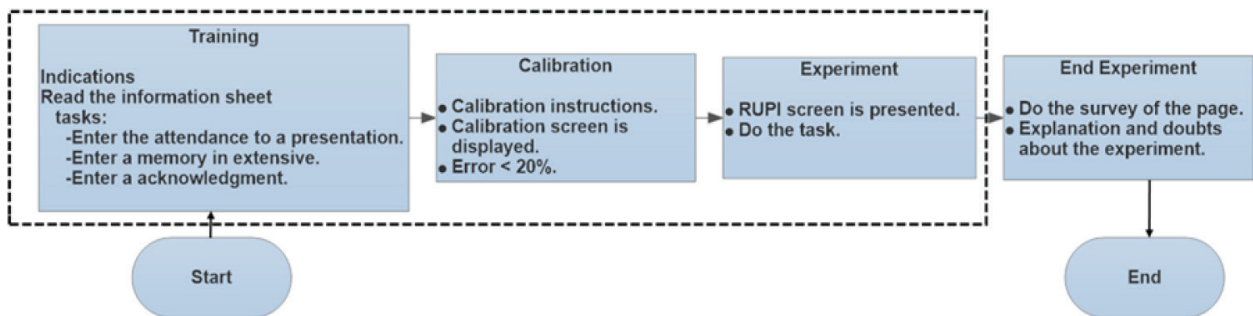 Training
Indications
Read the information sheet
tasks:
-Enter the attendance to a presentation.
-Enter a memory in extensive.
-Enter a acknowledgment.
Calibration
● Calibration instructions.
● Calibration screen is
displayed.
● Error < 20%.
Experiment
● RUPI screen is presented.
● Do the task.
End Experiment
● Do the survey of the page.
● Explanation and doubts
about the experiment.
Start
End